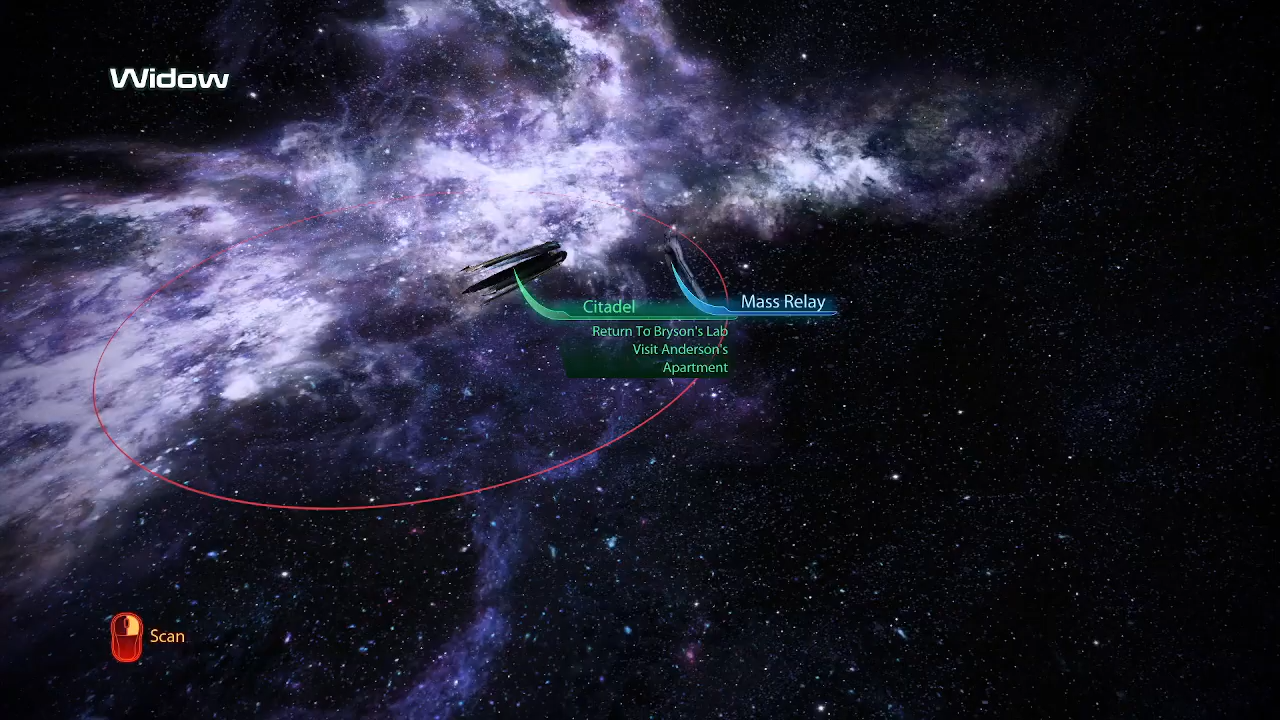 Widow
Citadel
Mass Relay
Return To Bryson's Lab
Visit Anderson's
Apartment
Scan